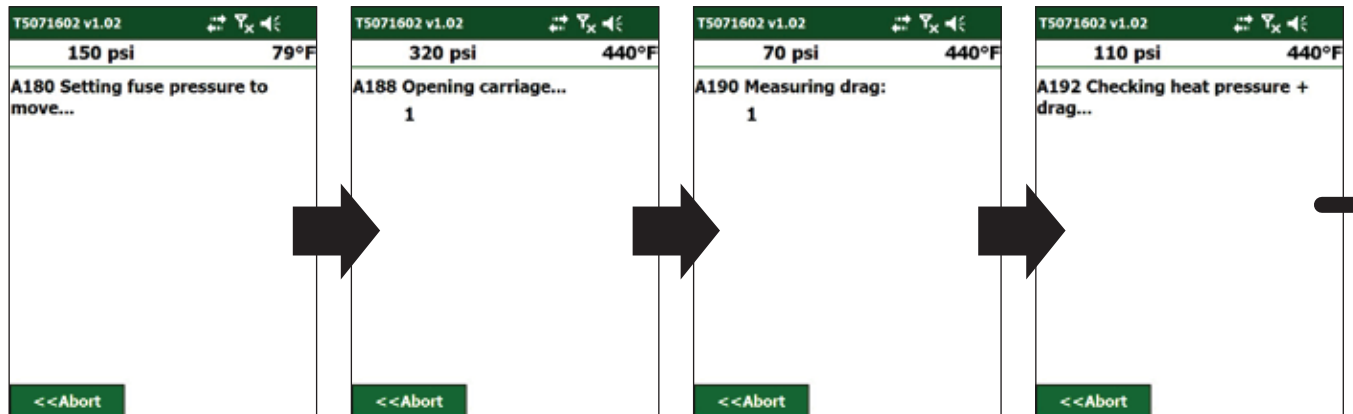 T5071602 v1.02
150 psi 79°F
A180 Setting fuse pressure to
move...
<<Abort
T5071602 v1.02
320 psi 440°F
A188 Opening carriage...
1
<<Abort
T5071602 v1.02
70 psi 440°F
A190 Measuring drag:
1
<<Abort
T5071602 v1.02
110 psi 440°F
A192 Checking heat pressure +
drag...
<<Abort